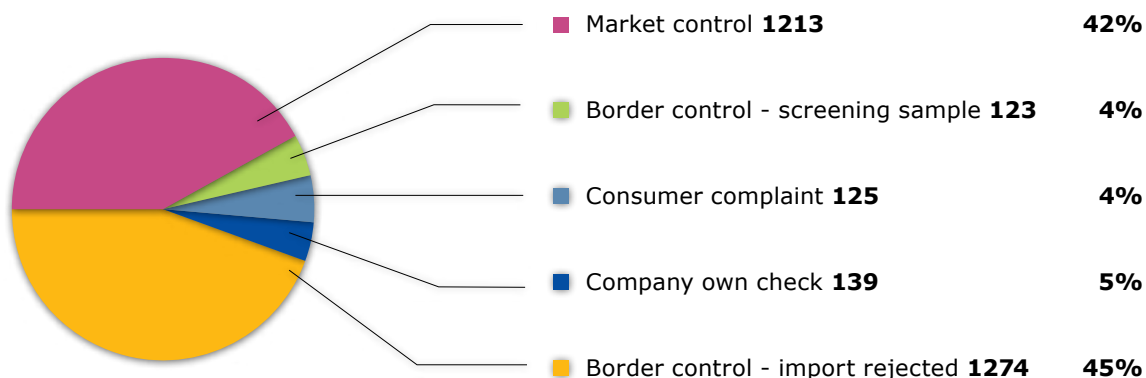 Market control 1213 42%
Border control - screening sample 123 4%
Consumer complaint 125 4%
Company own check 139 5%
Border control - import rejected 1274 45%